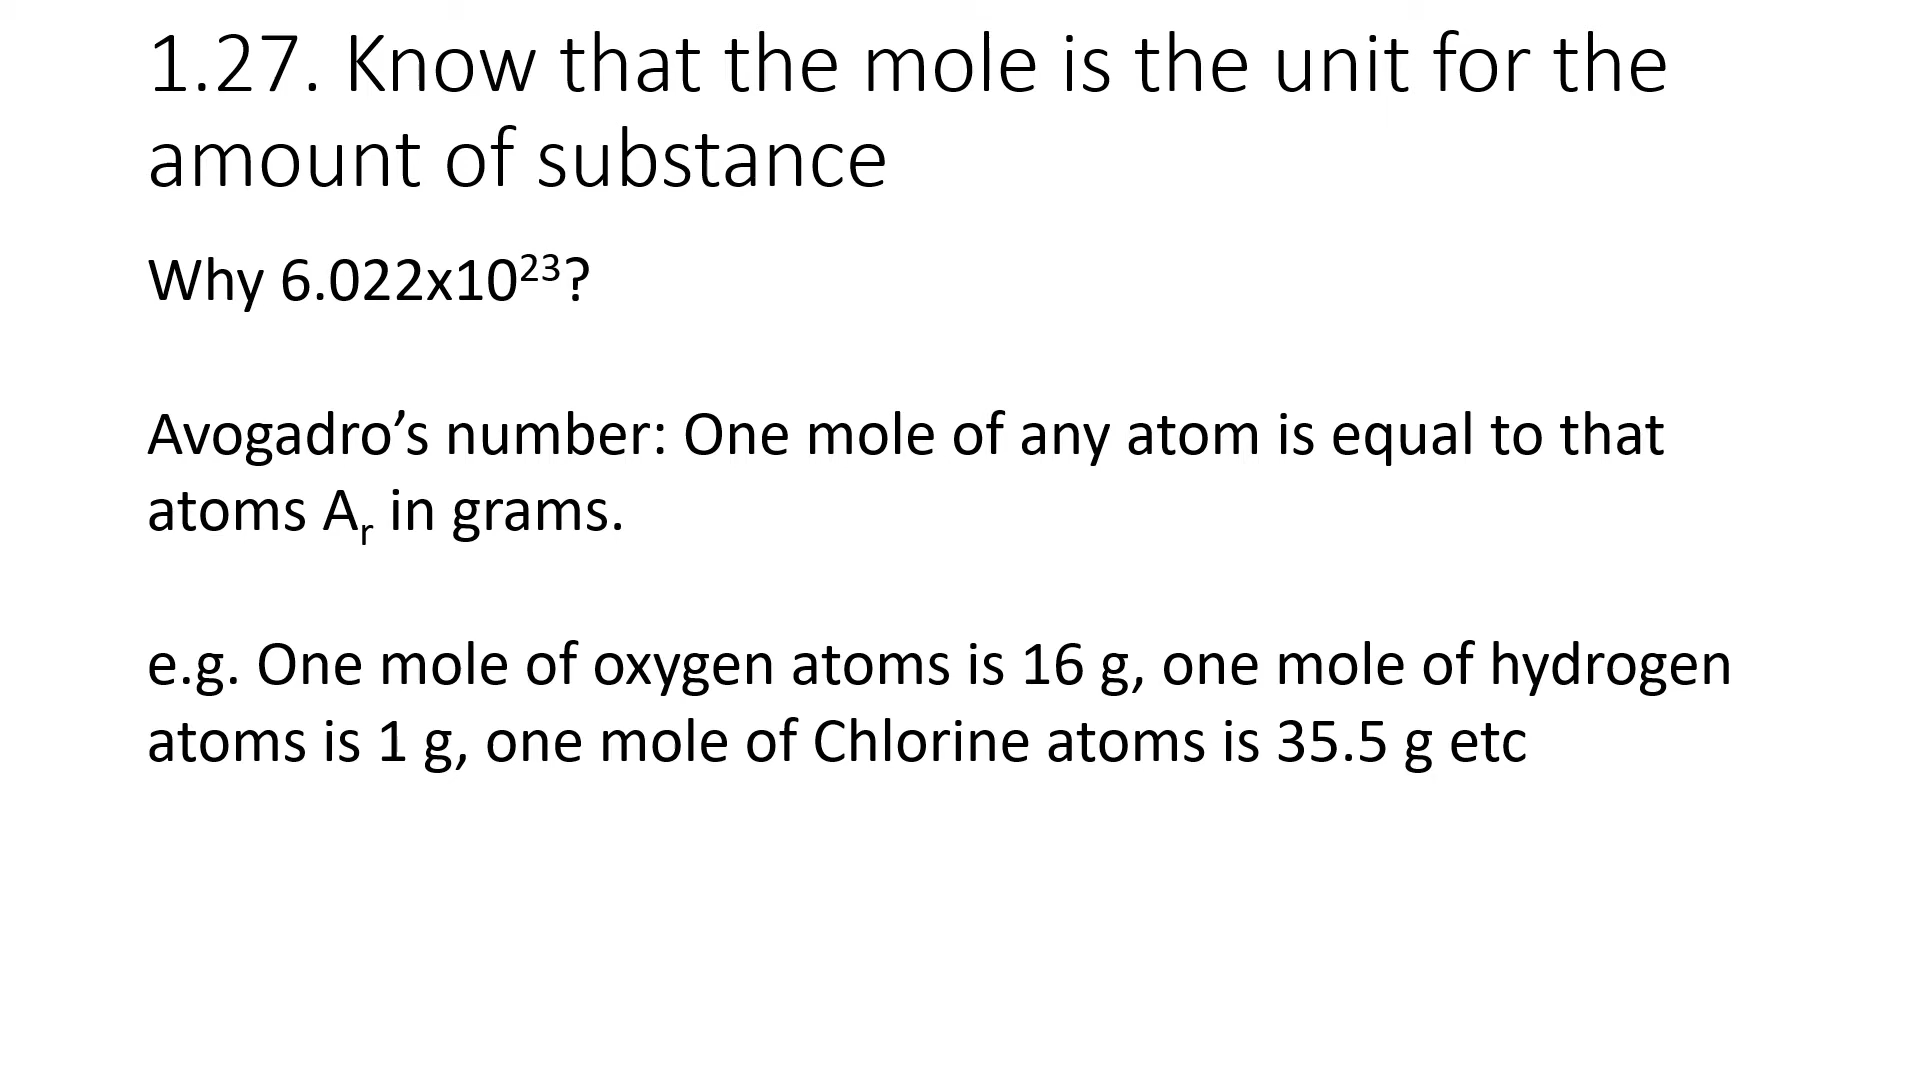 1.27. Know that the mole is the unit for the
amount of substance
Why 6.022x10²³?
Avogadro’s number: One mole of any atom is equal to that
atoms Aᵣ in grams.
e.g. One mole of oxygen atoms is 16 g, one mole of hydrogen
atoms is 1 g, one mole of Chlorine atoms is 35.5 g etc